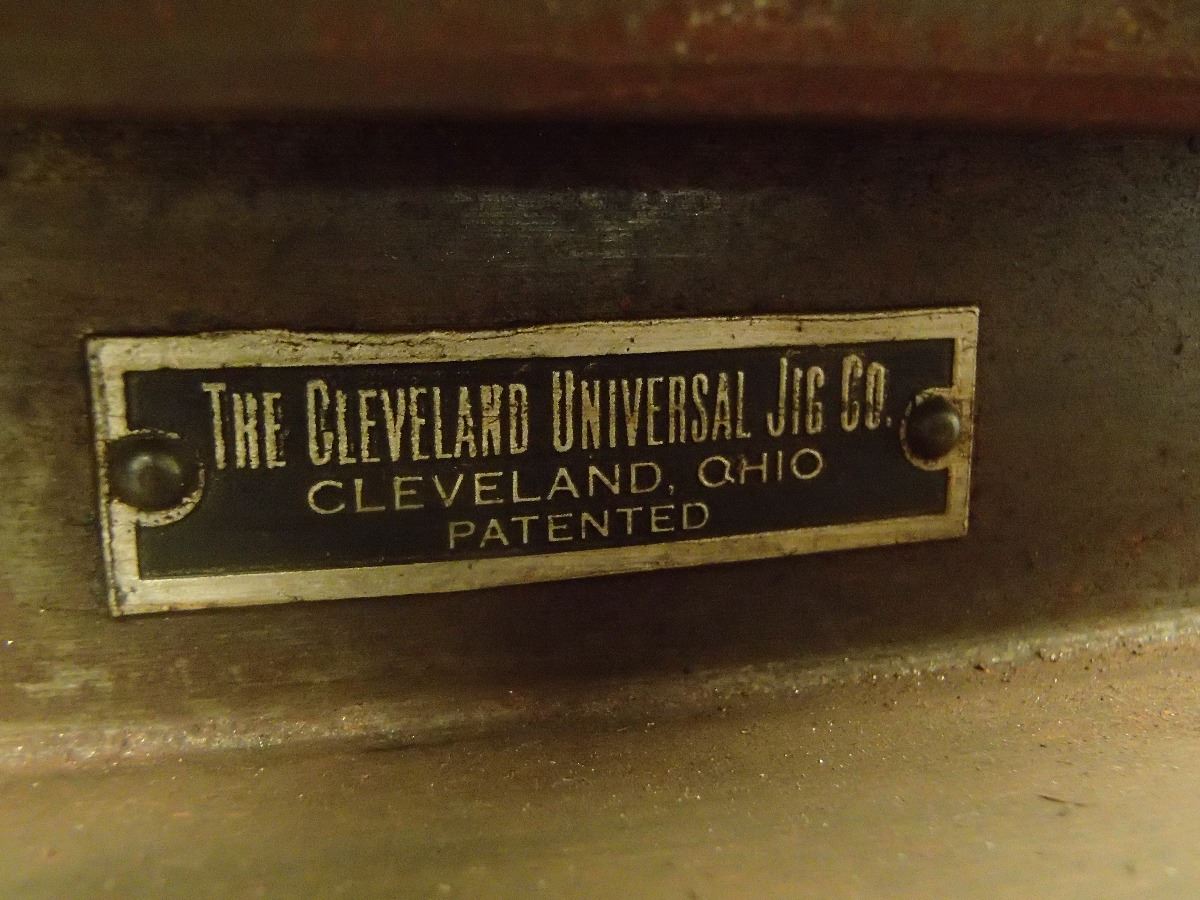 THE CLEVELAND UNIVERSAL JIG CO.
CLEVELAND, OHIO
PATENTED